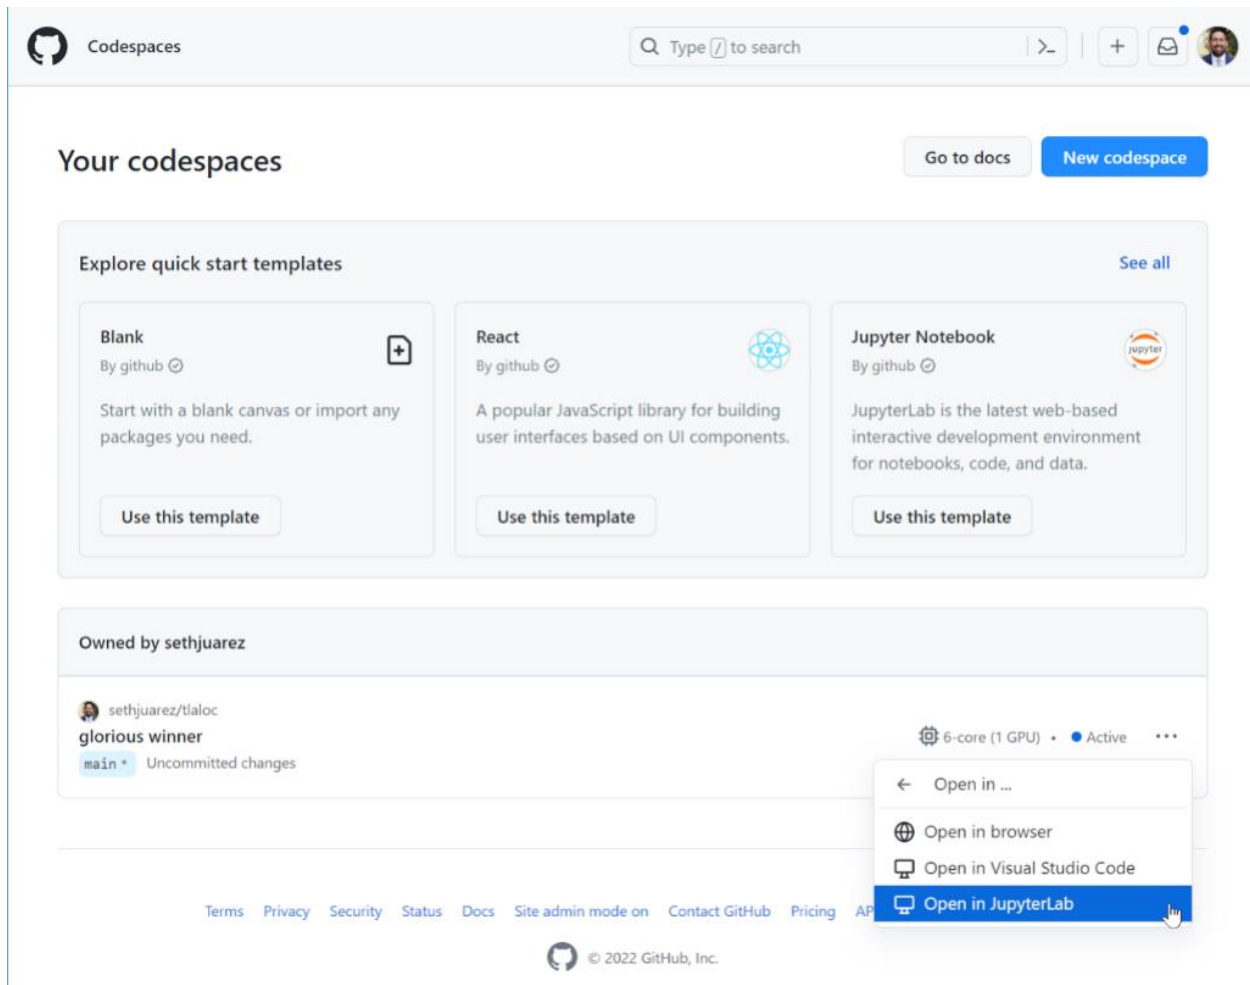 Codespaces
Type / to search
Your codespaces
Go to docs
New codespace
Explore quick start templates
See all
Blank
By github
Start with a blank canvas or import any
packages you need.
Use this template
React
By github
A popular JavaScript library for building
user interfaces based on UI components.
Use this template
Jupyter Notebook
By github
jupyter
JupyterLab is the latest web-based
interactive development environment
for notebooks, code, and data.
Use this template
Owned by sethjuarez
sethjuarez/tlaloc
glorious winner
main * Uncommitted changes
6-core (1 GPU) • Active ...
Open in ...
Open in browser
Open in Visual Studio Code
Open in JupyterLab
Terms Privacy Security Status Docs Site admin mode on Contact GitHub Pricing
© 2022 GitHub, Inc.